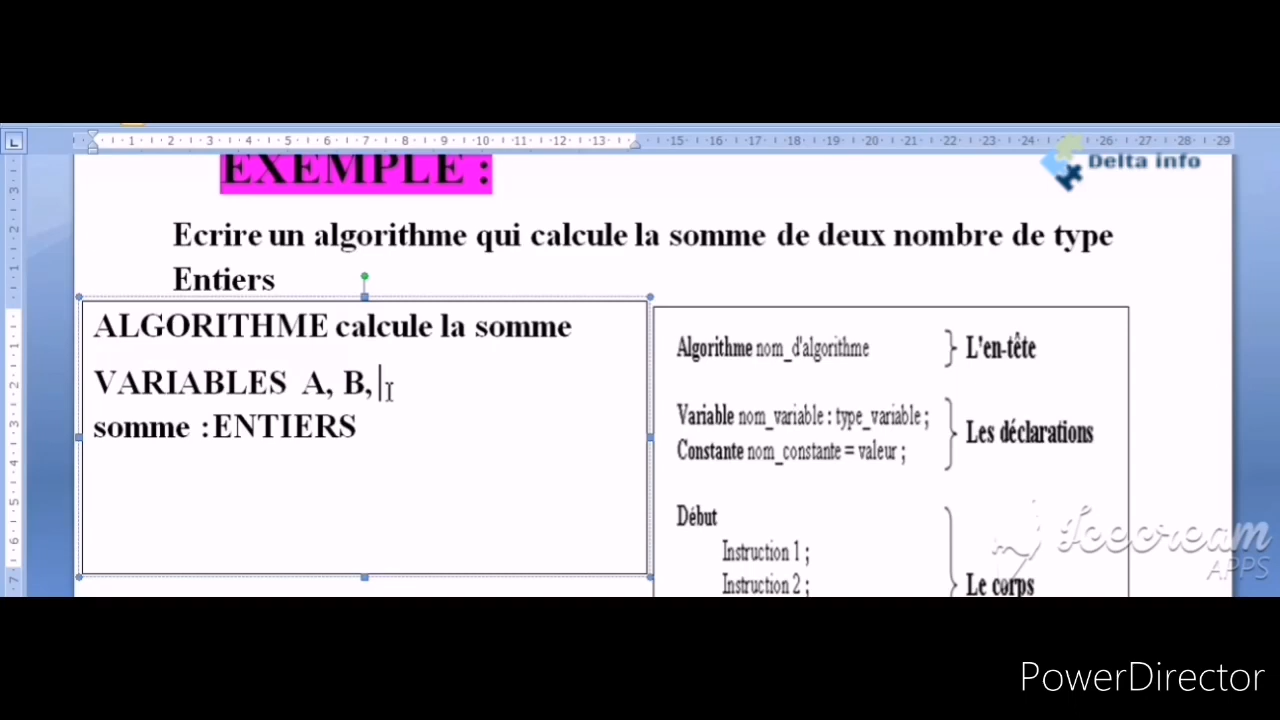 EXEMPLE :
Delta info
Ecrire un algorithme qui calcule la somme de deux nombre de type
Entiers
ALGORITHME calcule la somme
VARIABLES A, B,
somme :ENTIERS
Algorithme nom_d'algorithme
L'en-tête
Variable nom_variable : type_variable ;
Constante nom_constante = valeur ;
Les déclarations
Début
Instruction 1 ;
Instruction 2 ;
Le corps
Icecream
APPS
PowerDirector